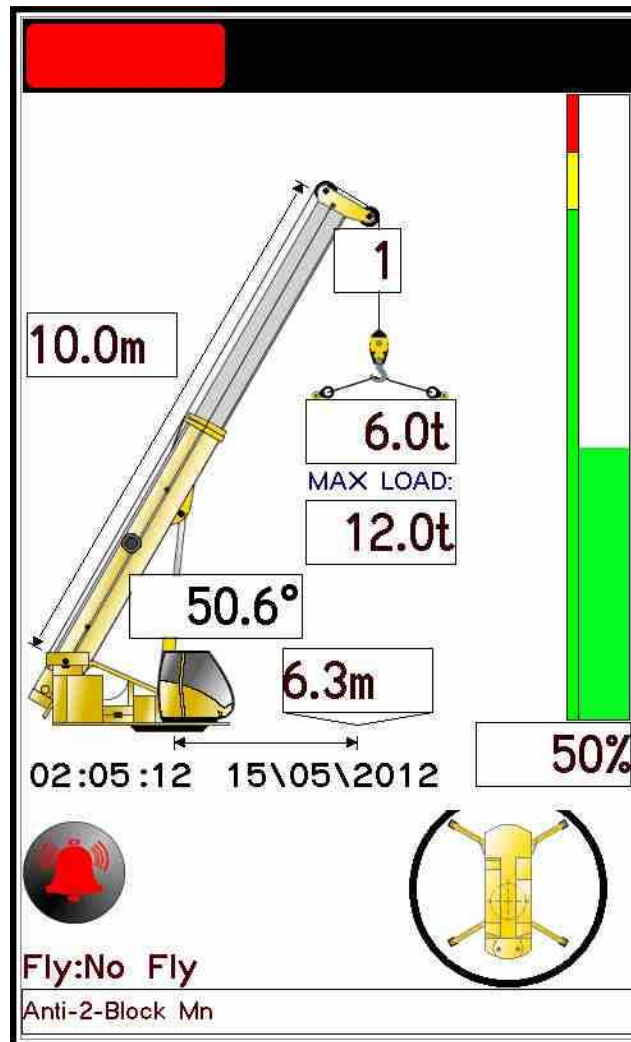 1
10.0m
6.0t
MAX LOAD:
12.0t
50.6°
6.3m
50%
02:05:12 15\05\2012
Fly:No Fly
Anti-2-Block Mn